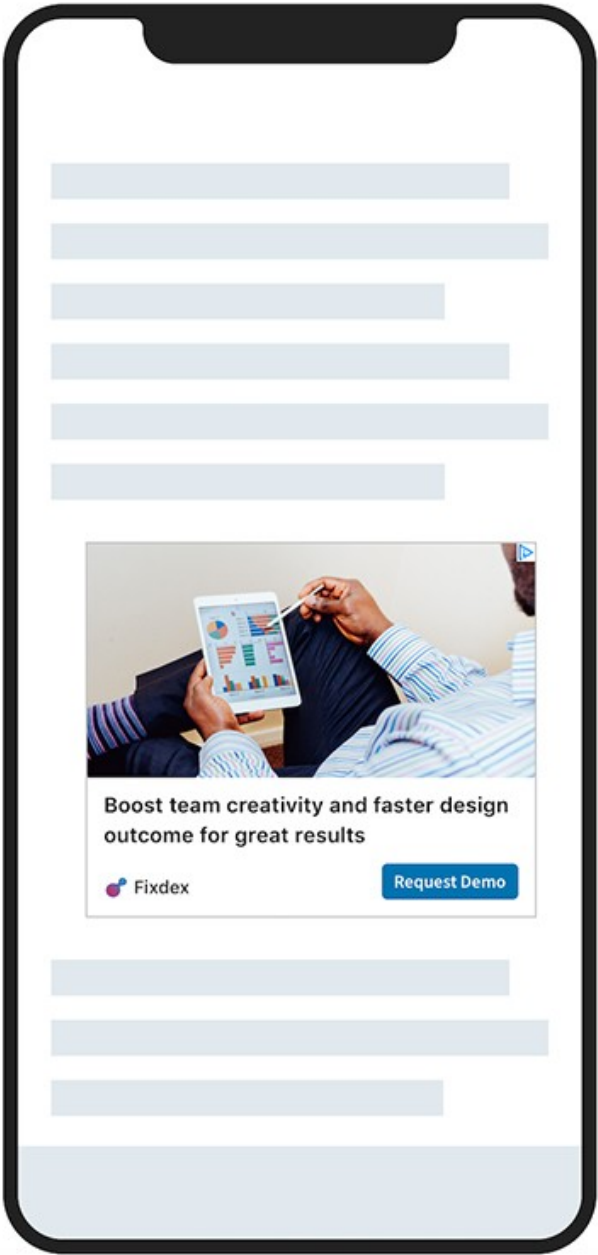 Boost team creativity and faster design
outcome for great results
Fixdex
Request Demo